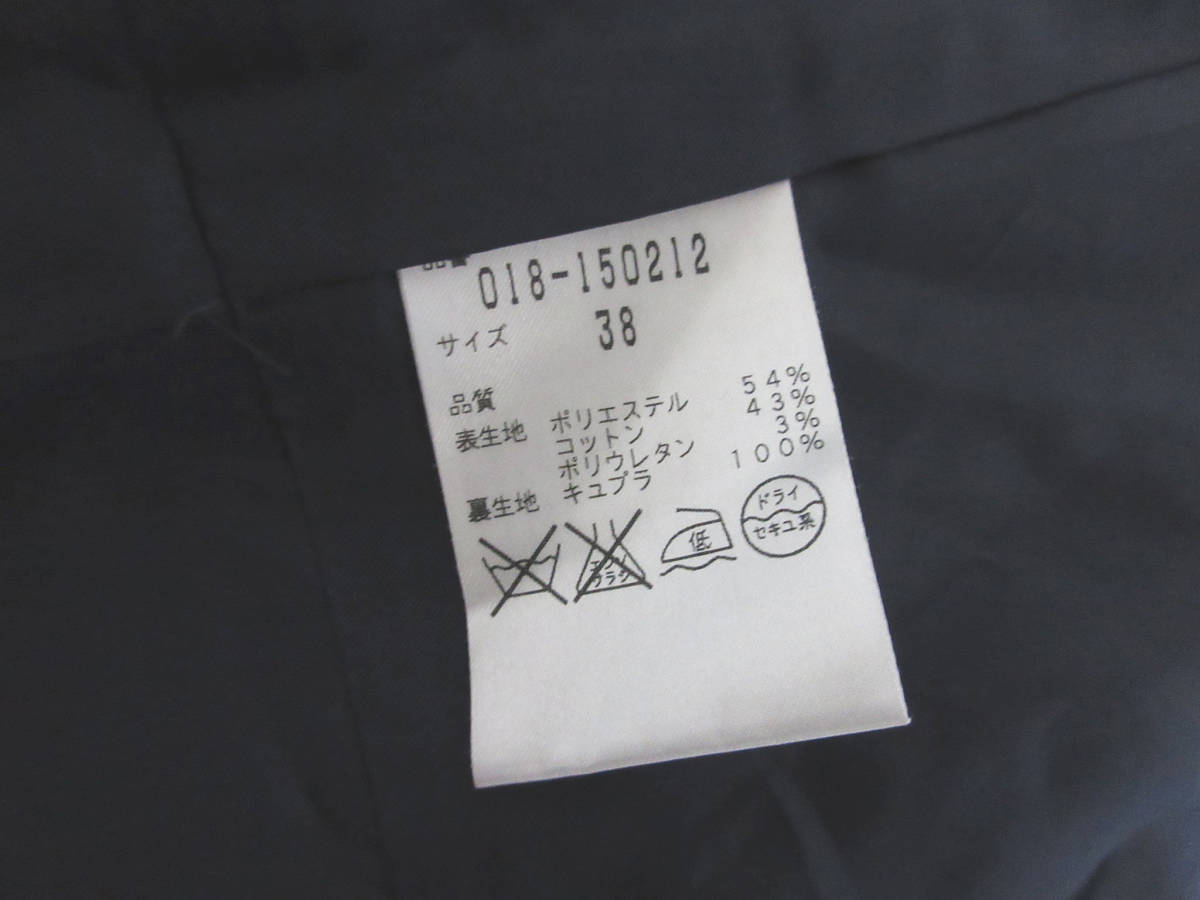 品番 018-150212
サイズ 38
品質
表生地 ポリエステル 54%
コットン 43%
ポリウレタン 3%
裏生地 キュプラ 100%
低
ドライ
セキユ系